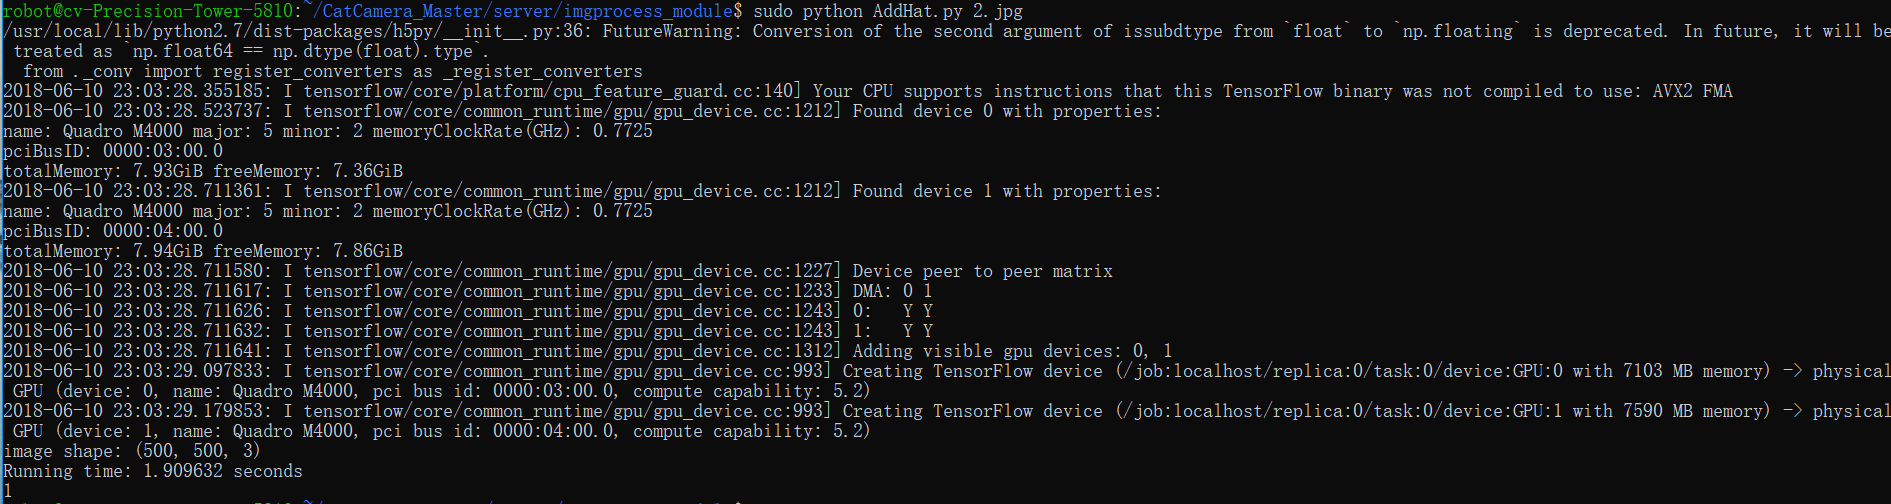 robot@cv-Precision-Tower-5810:~/CatCamera_Master/server/imgprocess_module$ sudo python AddHat.py 2.jpg
/usr/local/lib/python2.7/dist-packages/h5py/__init__.py:36: FutureWarning: Conversion of the second argument of issubdtype from `float` to `np.floating` is deprecated. In future, it will be
 treated as `np.float64 == np.dtype(float).type`.
  from ._conv import register_converters as _register_converters
2018-06-10 23:03:28.355185: I tensorflow/core/platform/cpu_feature_guard.cc:140] Your CPU supports instructions that this TensorFlow binary was not compiled to use: AVX2 FMA
2018-06-10 23:03:28.523737: I tensorflow/core/common_runtime/gpu/gpu_device.cc:1212] Found device 0 with properties:
name: Quadro M4000 major: 5 minor: 2 memoryClockRate(GHz): 0.7725
pciBusID: 0000:03:00.0
totalMemory: 7.93GiB freeMemory: 7.36GiB
2018-06-10 23:03:28.711361: I tensorflow/core/common_runtime/gpu/gpu_device.cc:1212] Found device 1 with properties:
name: Quadro M4000 major: 5 minor: 2 memoryClockRate(GHz): 0.7725
pciBusID: 0000:04:00.0
totalMemory: 7.94GiB freeMemory: 7.86GiB
2018-06-10 23:03:28.711580: I tensorflow/core/common_runtime/gpu/gpu_device.cc:1227] Device peer to peer matrix
2018-06-10 23:03:28.711617: I tensorflow/core/common_runtime/gpu/gpu_device.cc:1233] DMA: 0 1
2018-06-10 23:03:28.711626: I tensorflow/core/common_runtime/gpu/gpu_device.cc:1243] 0:   Y Y
2018-06-10 23:03:28.711632: I tensorflow/core/common_runtime/gpu/gpu_device.cc:1243] 1:   Y Y
2018-06-10 23:03:28.711641: I tensorflow/core/common_runtime/gpu/gpu_device.cc:1312] Adding visible gpu devices: 0, 1
2018-06-10 23:03:29.097833: I tensorflow/core/common_runtime/gpu/gpu_device.cc:993] Creating TensorFlow device (/job:localhost/replica:0/task:0/device:GPU:0 with 7103 MB memory) -> physical
 GPU (device: 0, name: Quadro M4000, pci bus id: 0000:03:00.0, compute capability: 5.2)
2018-06-10 23:03:29.179853: I tensorflow/core/common_runtime/gpu/gpu_device.cc:993] Creating TensorFlow device (/job:localhost/replica:0/task:0/device:GPU:1 with 7590 MB memory) -> physical
 GPU (device: 1, name: Quadro M4000, pci bus id: 0000:04:00.0, compute capability: 5.2)
image shape: (500, 500, 3)
Running time: 1.909632 seconds
1